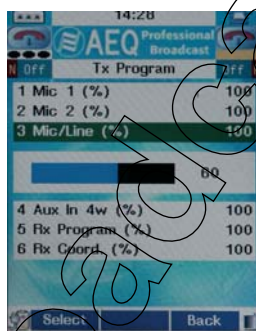 14:28
AEQ Professional Broadcast
Off Tx Program Off
1 Mic 1 (%) 100
2 Mic 2 (%) 100
3 Mic/Line (%) 100
60
4 Aux In 4w (%) 100
5 Rx Program (%) 100
6 Rx Coord. (%) 100
Select Back